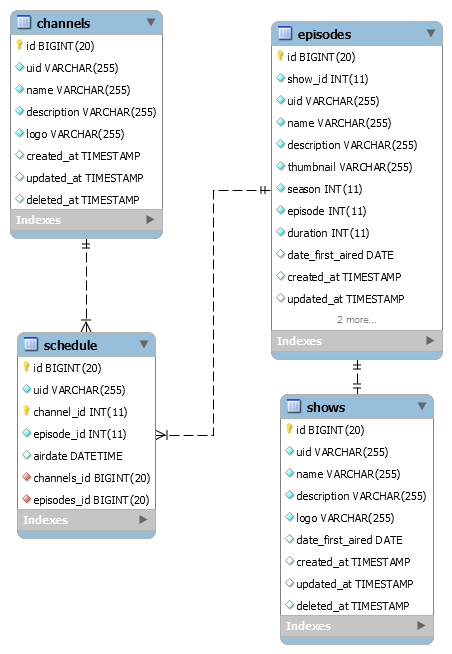 channels
id BIGINT(20)
uid VARCHAR(255)
name VARCHAR(255)
description VARCHAR(255)
logo VARCHAR(255)
created_at TIMESTAMP
updated_at TIMESTAMP
deleted_at TIMESTAMP
Indexes
episodes
id BIGINT(20)
show_id INT(11)
uid VARCHAR(255)
name VARCHAR(255)
description VARCHAR(255)
thumbnail VARCHAR(255)
season INT(11)
episode INT(11)
duration INT(11)
date_first_aired DATE
created_at TIMESTAMP
updated_at TIMESTAMP
2 more...
Indexes
schedule
id BIGINT(20)
uid VARCHAR(255)
channel_id INT(11)
episode_id INT(11)
airdate DATETIME
channels_id BIGINT(20)
episodes_id BIGINT(20)
Indexes
shows
id BIGINT(20)
uid VARCHAR(255)
name VARCHAR(255)
description VARCHAR(255)
logo VARCHAR(255)
date_first_aired DATE
created_at TIMESTAMP
updated_at TIMESTAMP
deleted_at TIMESTAMP
Indexes